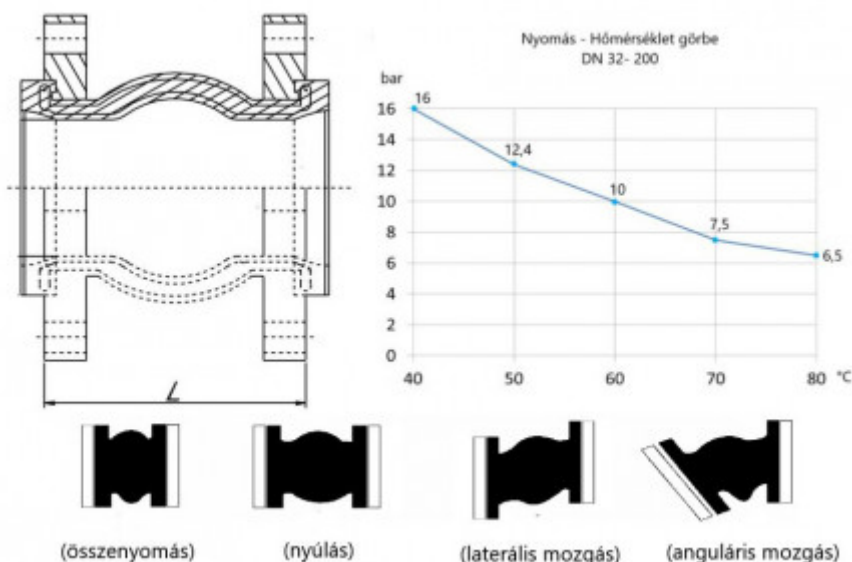 Nyomás - Hőmérséklet görbe
DN 32- 200
bar
16
14
12
10
8
6
4
2
0
16
12,4
10
7,5
6,5
40
50
60
70
80
°C
L
(összenyomás)
(nyúlás)
(laterális mozgás)
(anguláris mozgás)